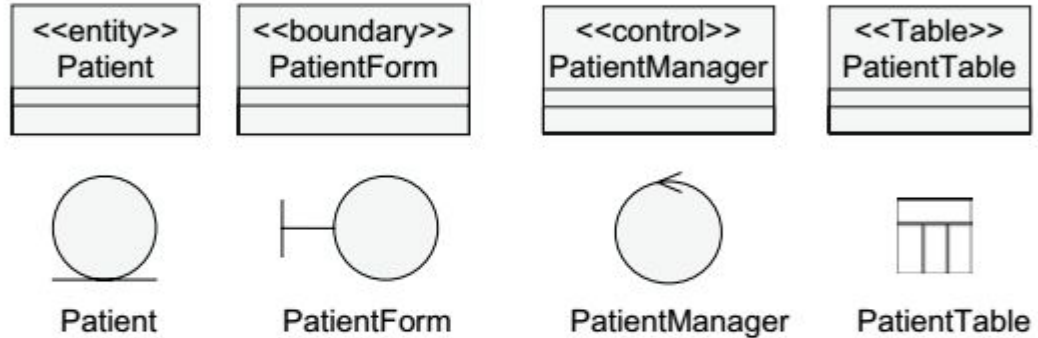 <<entity>>
Patient
<<boundary>>
PatientForm
<<control>>
PatientManager
<<Table>>
PatientTable
Patient
PatientForm
PatientManager
PatientTable